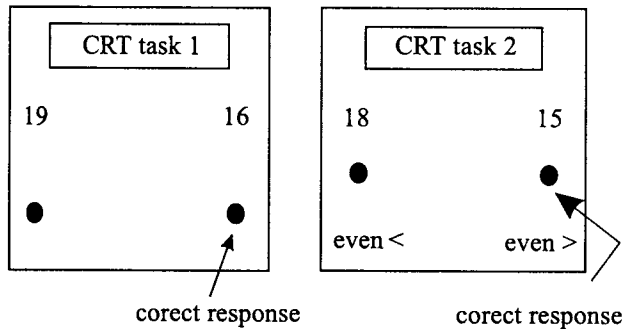 CRT task 1
19 16
corect response
CRT task 2
18 15
even < even >
corect response